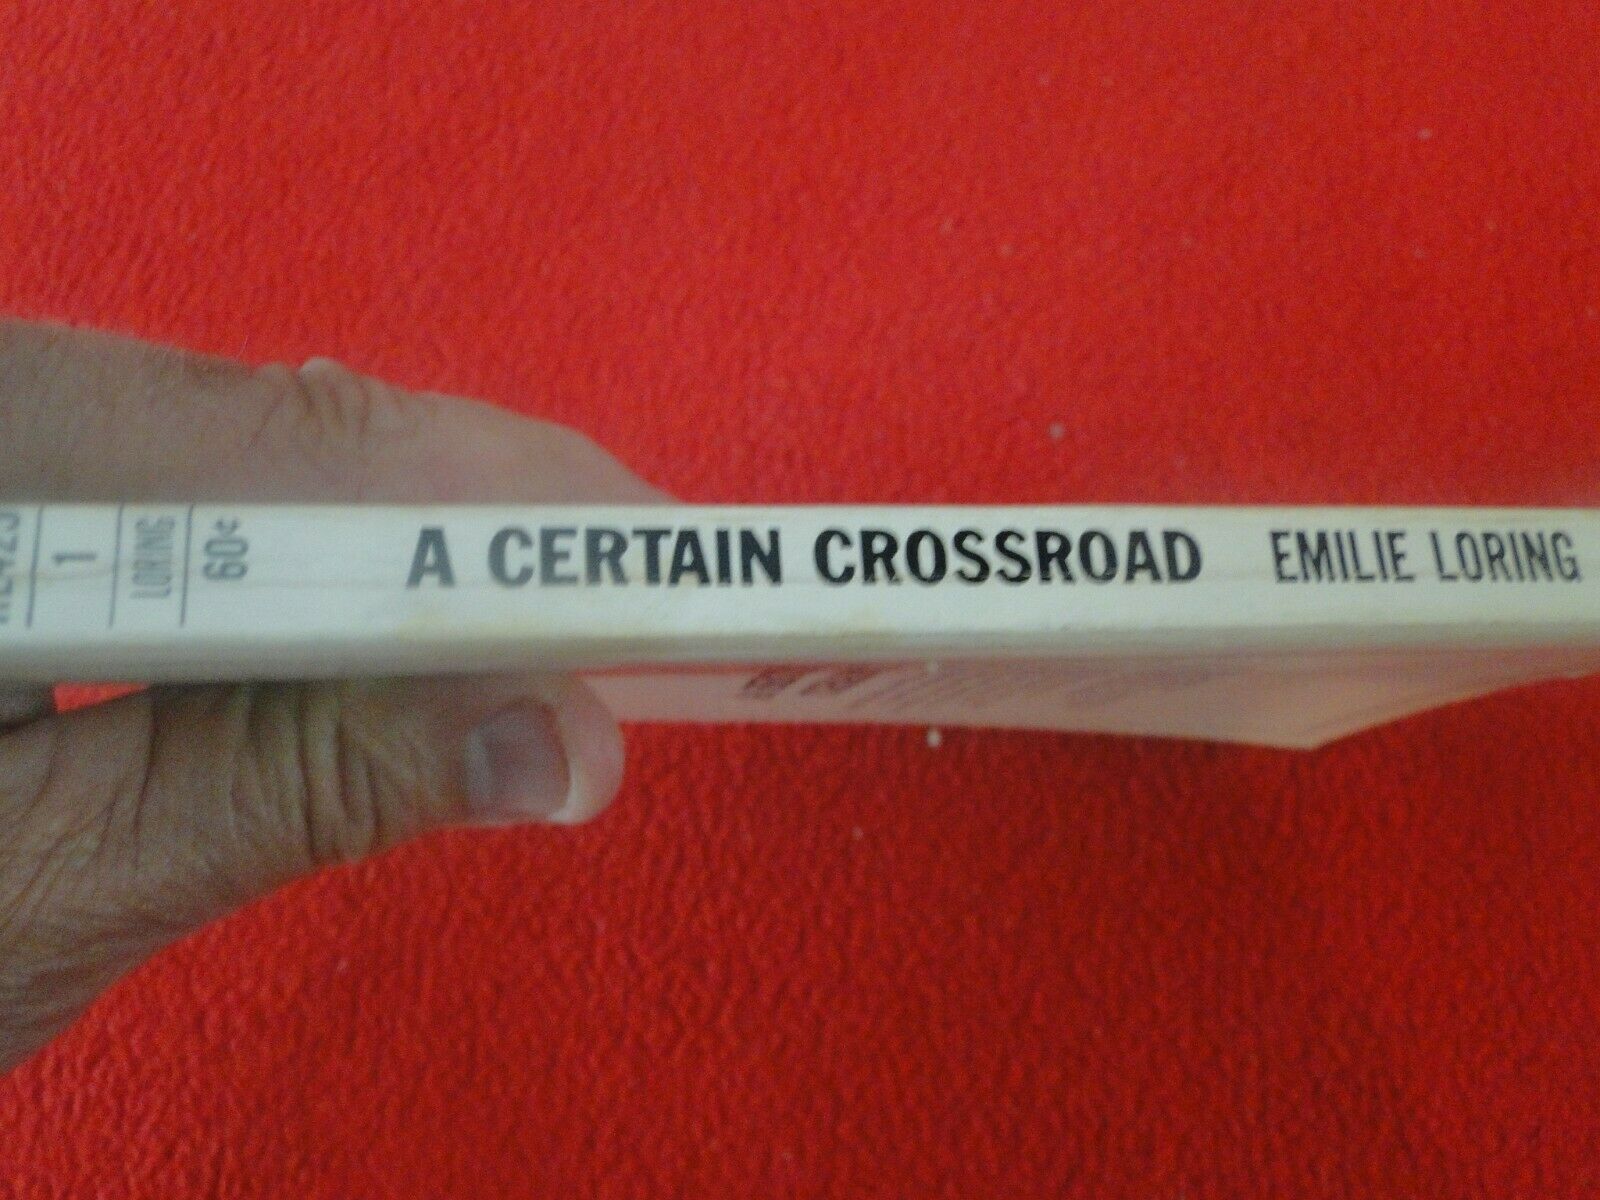 1
LORING
60¢
A CERTAIN CROSSROAD
EMILIE LORING